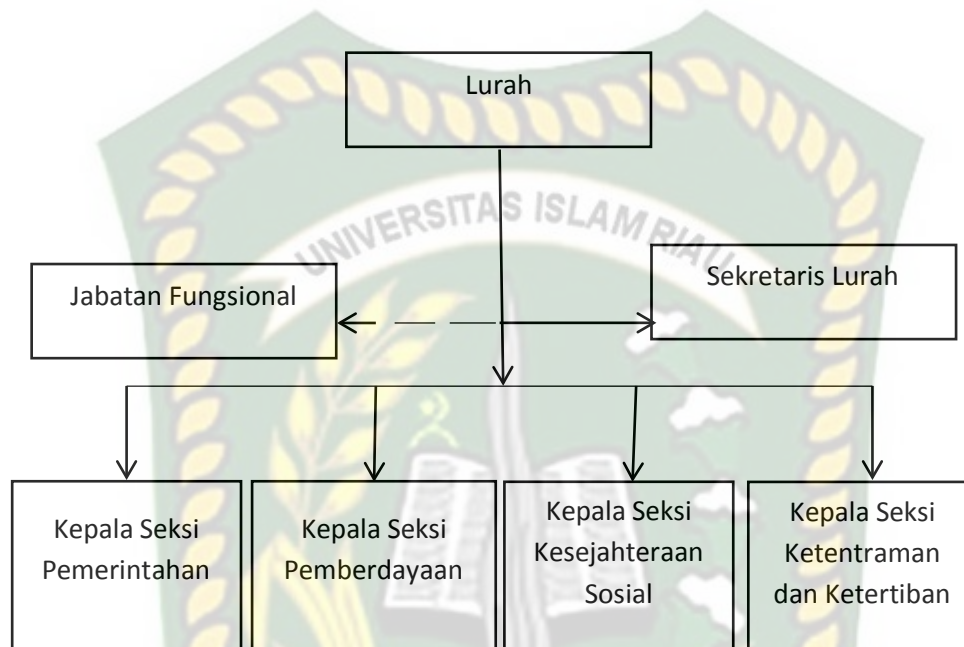 Lurah
UNIVERSITAS ISLAM RIAU
Jabatan Fungsional
Sekretaris Lurah
Kepala Seksi
Pemerintahan
Kepala Seksi
Pemberdayaan
Kepala Seksi
Kesejahteraan
Sosial
Kepala Seksi
Ketentraman
dan Ketertiban